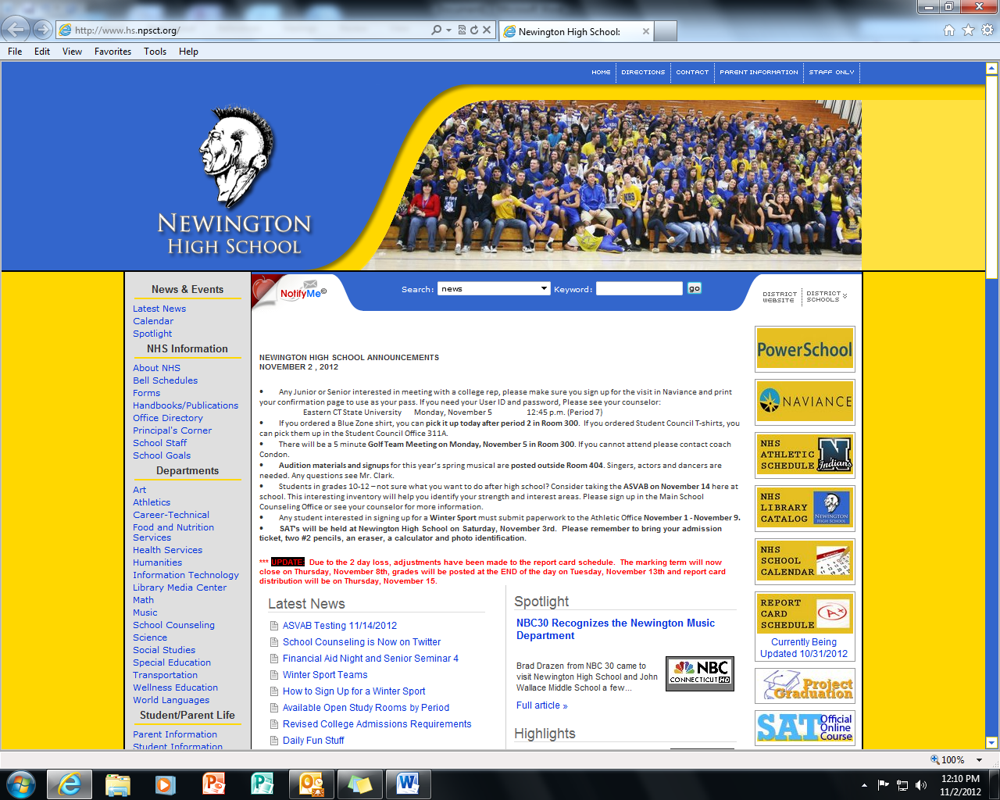 http://www.hs.npsct.org/
Newington High School:
File Edit View Favorites Tools Help
HOME DIRECTIONS CONTACT PARENT INFORMATION STAFF ONLY
NEWINGTON
HIGH SCHOOL
NotifyMe©
Search: news Keyword: go
DISTRICT WEBSITE
DISTRICT SCHOOLS
News & Events
Latest News
Calendar
Spotlight
NHS Information
About NHS
Bell Schedules
Forms
Handbooks/Publications
Office Directory
Principal's Corner
School Staff
School Goals
Departments
Art
Athletics
Career-Technical
Food and Nutrition
Services
Health Services
Humanities
Information Technology
Library Media Center
Math
Music
School Counseling
Science
Social Studies
Special Education
Transportation
Wellness Education
World Languages
Student/Parent Life
Parent Information
Student Information
NEWINGTON HIGH SCHOOL ANNOUNCEMENTS
NOVEMBER 2 , 2012
• Any Junior or Senior interested in meeting with a college rep, please make sure you sign up for the visit in Naviance and print
your confirmation page to use as your pass. If you need your User ID and password, Please see your counselor:
Eastern CT State University Monday, November 5 12:45 p.m. (Period 7)
• If you ordered a Blue Zone shirt, you can pick it up today after period 2 in Room 300. If you ordered Student Council T-shirts, you
can pick them up in the Student Council Office 311A.
• There will be a 5 minute Golf Team Meeting on Monday, November 5 in Room 300. If you cannot attend please contact coach
Condon.
• Audition materials and signups for this year's spring musical are posted outside Room 404. Singers, actors and dancers are
needed. Any questions see Mr. Clark.
• Students in grades 10-12 – not sure what you want to do after high school? Consider taking the ASVAB on November 14 here at
school. This interesting inventory will help you identify your strength and interest areas. Please sign up in the Main School
Counseling Office or see your counselor for more information.
• Any student interested in signing up for a Winter Sport must submit paperwork to the Athletic Office November 1 - November 9.
• SAT's will be held at Newington High School on Saturday, November 3rd. Please remember to bring your admission
ticket, two #2 pencils, an eraser, a calculator and photo identification.
*** UPDATE: Due to the 2 day loss, adjustments have been made to the report card schedule. The marking term will now
close on Thursday, November 8th, grades will be posted at the END of the day on Tuesday, November 13th and report card
distribution will be on Thursday, November 15.
Latest News
ASVAB Testing 11/14/2012
School Counseling is Now on Twitter
Financial Aid Night and Senior Seminar 4
Winter Sport Teams
How to Sign Up for a Winter Sport
Available Open Study Rooms by Period
Revised College Admissions Requirements
Daily Fun Stuff
Spotlight
NBC30 Recognizes the Newington Music
Department
Brad Drazen from NBC 30 came to
visit Newington High School and John
Wallace Middle School a few...
NBC
CONNECTICUT HD
Full article »
Highlights
PowerSchool
NAVIANCE
NHS
ATHLETIC
SCHEDULE
N
Indians
NHS
LIBRARY
CATALOG
NEWINGTON
HIGH SCHOOL
NHS
SCHOOL
CALENDAR
REPORT
CARD
SCHEDULE
A+
Currently Being
Updated 10/31/2012
Project
Graduation
SAT Official
Online
Course
100%
12:10 PM
11/2/2012